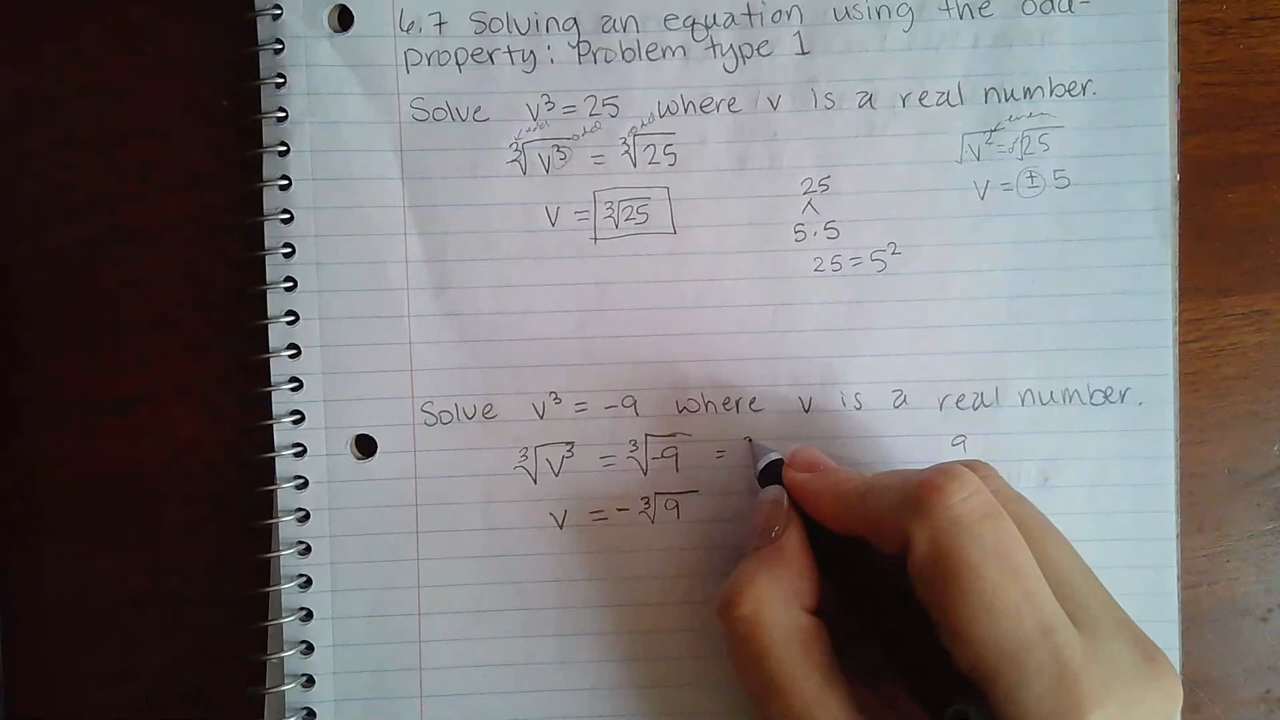 6.7 Solving an equation using the odd-
property: Problem type 1
Solve v³ = 25 where v is a real number.
∛v³ = ∛25
v = ∛25
25
5.5
25 = 5²
even
√v² = √25
v = ± 5
Solve v³ = -9 where v is a real number.
∛v³ = ∛-9 =
v = -∛9
9